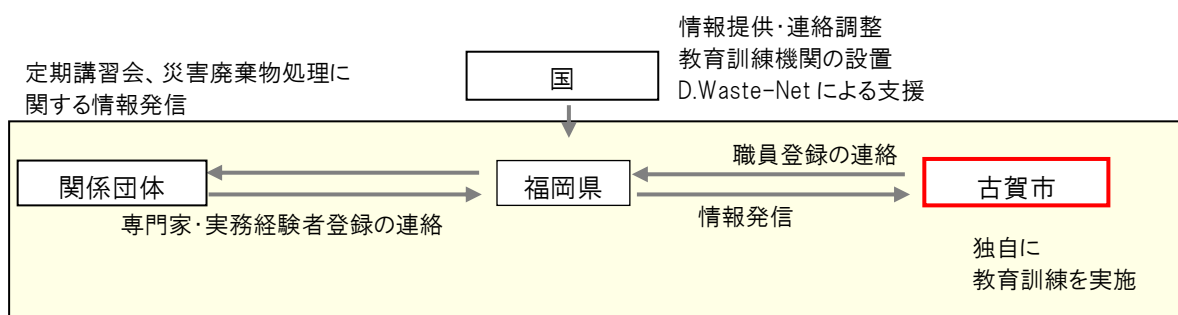 情報提供・連絡調整
教育訓練機関の設置
D.Waste-Netによる支援
国
定期講習会、災害廃棄物処理に
関する情報発信
職員登録の連絡
関係団体
福岡県
古賀市
専門家・実務経験者登録の連絡
情報発信
独自に
教育訓練を実施